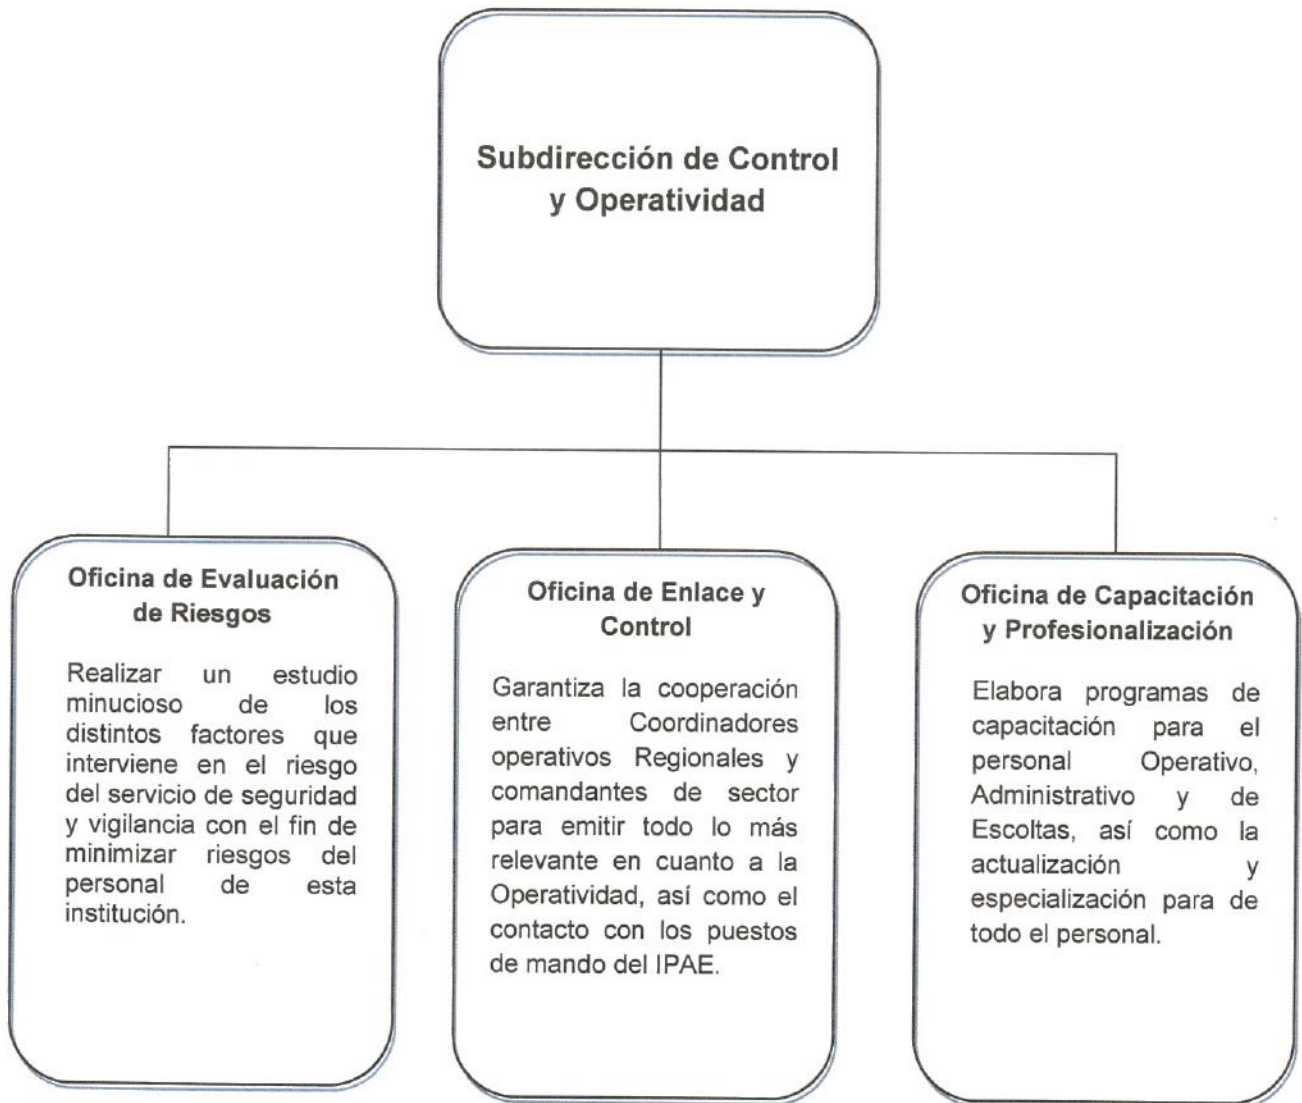 Subdirección de Control
y Operatividad
Oficina de Evaluación
de Riesgos
Realizar un estudio
minucioso de los
distintos factores que
interviene en el riesgo
del servicio de seguridad
y vigilancia con el fin de
minimizar riesgos del
personal de esta
institución.
Oficina de Enlace y
Control
Garantiza la cooperación
entre Coordinadores
operativos Regionales y
comandantes de sector
para emitir todo lo más
relevante en cuanto a la
Operatividad, así como el
contacto con los puestos
de mando del IPAE.
Oficina de Capacitación
y Profesionalización
Elabora programas de
capacitación para el
personal Operativo,
Administrativo y de
Escoltas, así como la
actualización y
especialización para de
todo el personal.